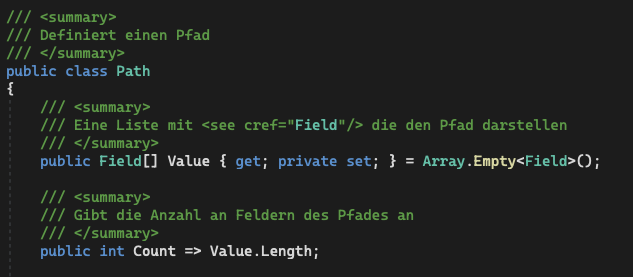 /// <summary>
/// Definiert einen Pfad
/// </summary>
public class Path
{
/// <summary>
/// Eine Liste mit <see cref="Field"/> die den Pfad darstellen
/// </summary>
public Field[] Value { get; private set; } = Array.Empty<Field>();
/// <summary>
/// Gibt die Anzahl an Feldern des Pfades an
/// </summary>
public int Count => Value.Length;